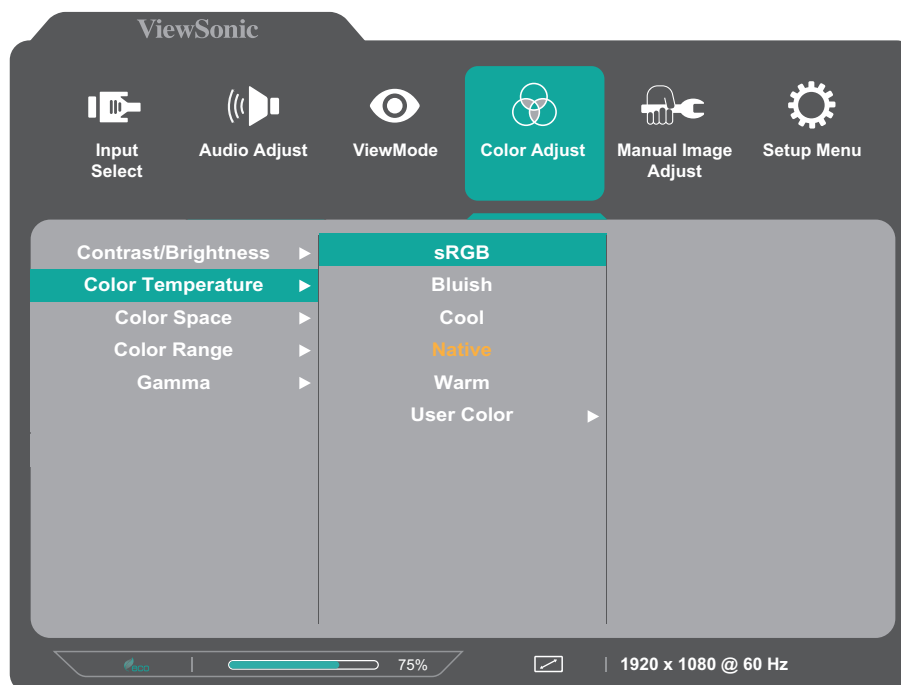 ViewSonic
Input
Select
Audio Adjust
ViewMode
Color Adjust
Manual Image
Adjust
Setup Menu
Contrast/Brightness
Color Temperature
Color Space
Color Range
Gamma
sRGB
Bluish
Cool
Native
Warm
User Color
ECO
75%
1920 x 1080 @ 60 Hz